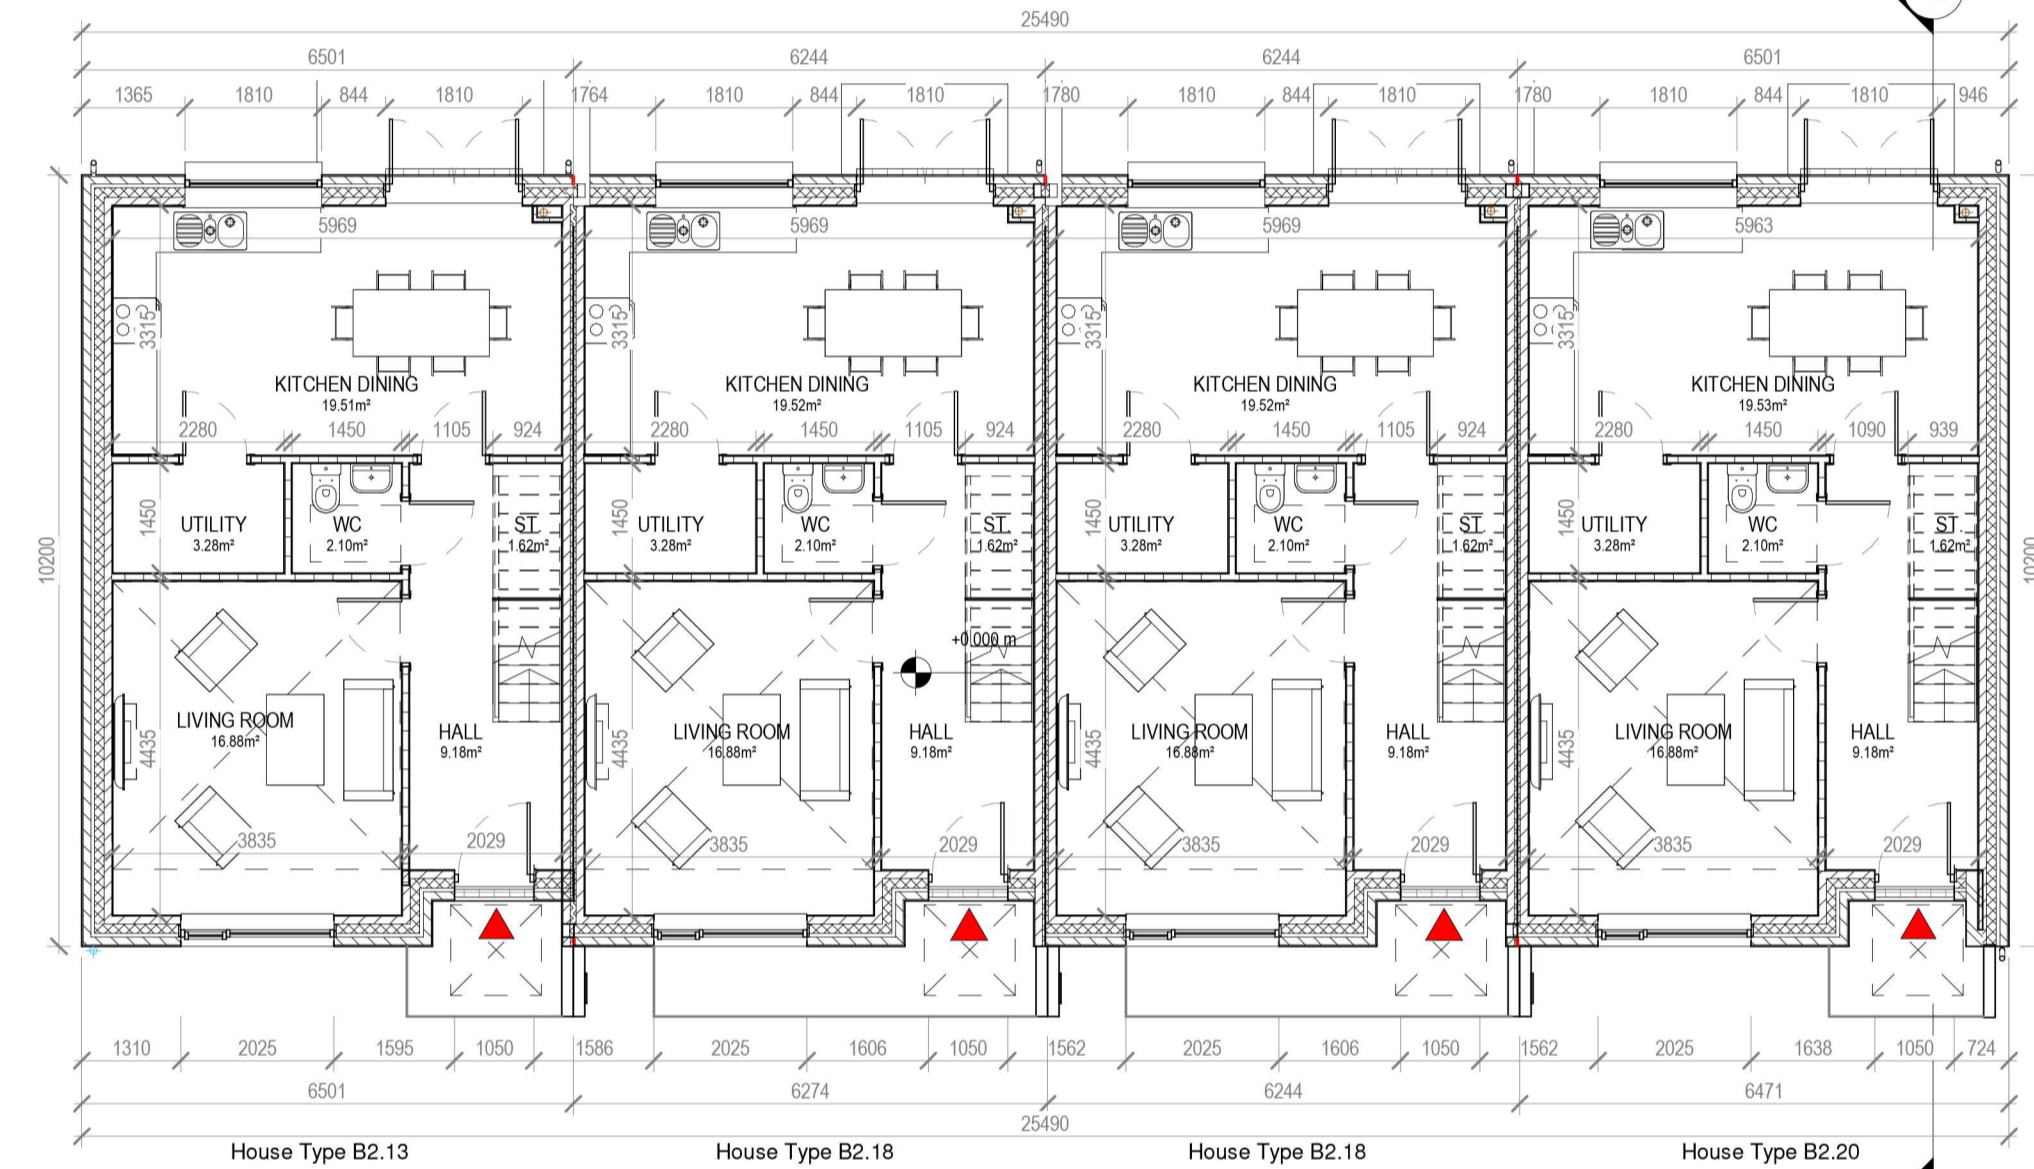 25490
6501 6244 6244 6501
1365 1810 844 1810 1764 1810 844 1810 1780 1810 844 1810 1780 1810 844 1810 946
5969 5969 5969 5963
3315 3315 3315 3315
KITCHEN DINING KITCHEN DINING KITCHEN DINING KITCHEN DINING
19.51m² 19.52m² 19.52m² 19.53m²
2280 1450 1105 924 2280 1450 1105 924 2280 1450 1105 924 2280 1450 1090 939
1450 1450 1450 1450
UTILITY WC ST. UTILITY WC ST. UTILITY WC ST. UTILITY WC ST.
3.28m² 2.10m² 1.62m² 3.28m² 2.10m² 1.62m² 3.28m² 2.10m² 1.62m² 3.28m² 2.10m² 1.62m²
10200 10200
+0.000 m
LIVING ROOM HALL LIVING ROOM HALL LIVING ROOM HALL LIVING ROOM HALL
16.88m² 9.18m² 16.88m² 9.18m² 16.88m² 9.18m² 16.88m² 9.18m²
4435 4435 4435 4435
3835 2029 3835 2029 3835 2029 3835 2029
1310 2025 1595 1050 1586 2025 1606 1050 1562 2025 1606 1050 1562 2025 1638 1050 724
6501 6274 6244 6471
25490
House Type B2.13 House Type B2.18 House Type B2.18 House Type B2.20